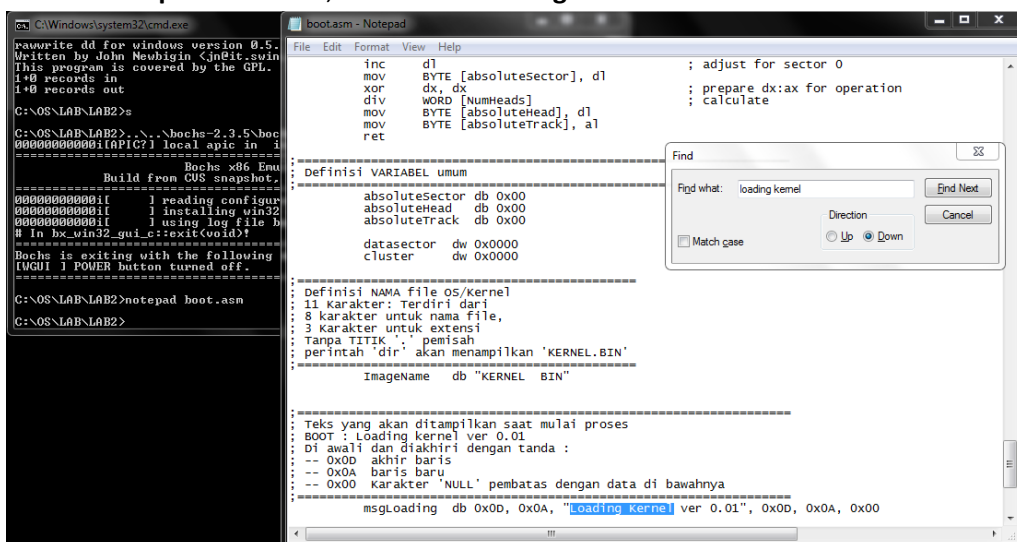 C:\Windows\system32\cmd.exe
rawwrite dd for windows version 0.5.
Written by John Newbigin <jn@it.swin
This program is covered by the GPL.
1+0 records in
1+0 records out
C:\OS\LAB\LAB2>s
C:\OS\LAB\LAB2>..\..\bochs-2.3.5\boc
00000000000i[APIC?] local apic in i
========================================
Bochs x86 Emu
Build from CVS snapshot,
========================================
00000000000i[ ] reading configur
00000000000i[ ] installing win32
00000000000i[ ] using log file b
# In bx_win32_gui_c::exit(void)!
========================================
Bochs is exiting with the following
[WGUI ] POWER button turned off.
========================================
C:\OS\LAB\LAB2>notepad boot.asm
C:\OS\LAB\LAB2>
boot.asm - Notepad
File Edit Format View Help
inc dl ; adjust for sector 0
mov BYTE [absoluteSector], dl
xor dx, dx ; prepare dx:ax for operation
div WORD [NumHeads] ; calculate
mov BYTE [absoluteHead], dl
mov BYTE [absoluteTrack], al
ret
;================================================
; Definisi VARIABEL umum
;================================================
absoluteSector db 0x00
absoluteHead db 0x00
absoluteTrack db 0x00
datasector dw 0x0000
cluster dw 0x0000
;================================================
; Definisi NAMA file OS/Kernel
; 11 Karakter: Terdiri dari
; 8 karakter untuk nama file,
; 3 Karakter untuk extensi
; Tanpa TITIK '.' pemisah
; perintah 'dir' akan menampilkan 'KERNEL.BIN'
;================================================
ImageName db "KERNEL  BIN"
;======================================================================
; Teks yang akan ditampilkan saat mulai proses
; BOOT : Loading kernel ver 0.01
; Di awali dan diakhiri dengan tanda :
; -- 0x0D akhir baris
; -- 0x0A baris baru
; -- 0x00 Karakter 'NULL' pembatas dengan data di bawahnya
;======================================================================
msgLoading db 0x0D, 0x0A, "Loading Kernel ver 0.01", 0x0D, 0x0A, 0x00
Find
Find what: loading kernel
Find Next
Direction
Cancel
Up Down
Match case